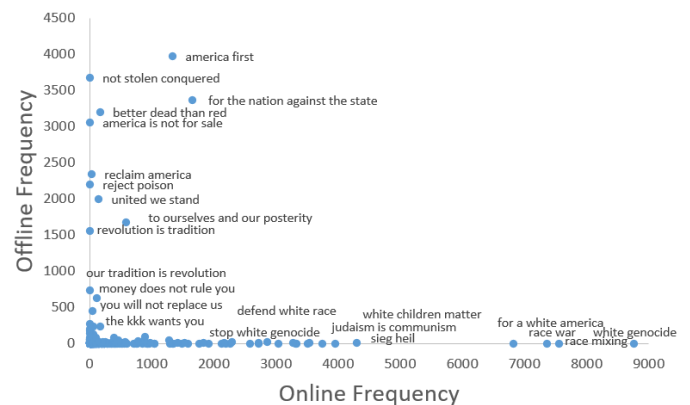 4500
4000
america first
not stolen conquered
3500
for the nation against the state
better dead than red
3000
america is not for sale
2500
reclaim america
reject poison
2000
united we stand
to ourselves and our posterity
1500
revolution is tradition
1000
our tradition is revolution
money does not rule you
500
you will not replace us
defend white race
white children matter
the kkk wants you
for a white america
stop white genocide
judaism is communism
race war
white genocide
sieg heil
race mixing
0
0
1000
2000
3000
4000
5000
6000
7000
8000
9000
Offline Frequency
Online Frequency